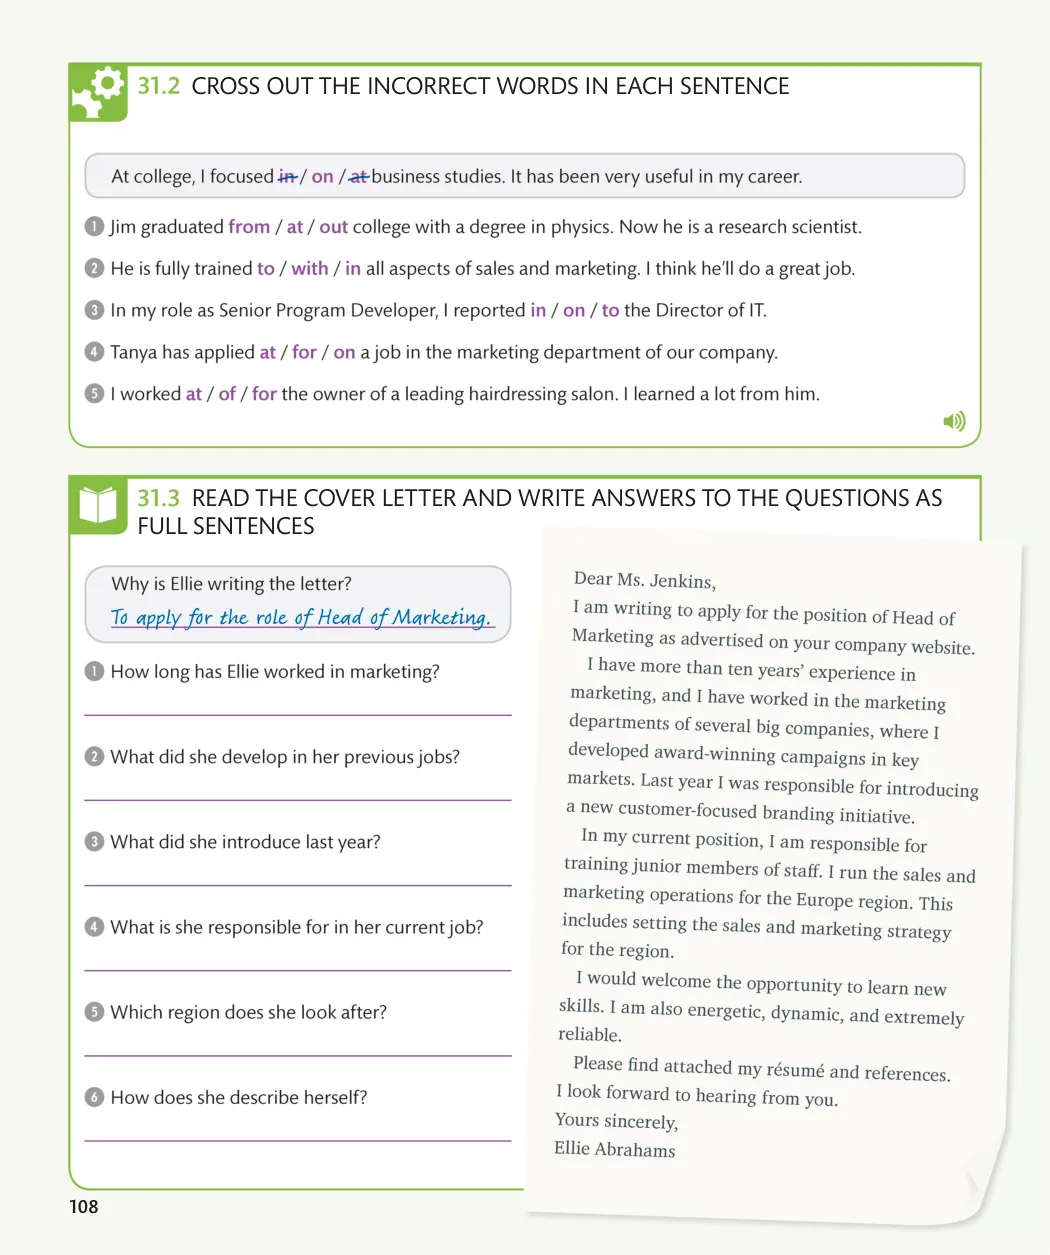 31.2 CROSS OUT THE INCORRECT WORDS IN EACH SENTENCE
At college, I focused in / on / at business studies. It has been very useful in my career.
1 Jim graduated from / at / out college with a degree in physics. Now he is a research scientist.
2 He is fully trained to / with / in all aspects of sales and marketing. I think he'll do a great job.
3 In my role as Senior Program Developer, I reported in / on / to the Director of IT.
4 Tanya has applied at / for / on a job in the marketing department of our company.
5 I worked at / of / for the owner of a leading hairdressing salon. I learned a lot from him.
31.3 READ THE COVER LETTER AND WRITE ANSWERS TO THE QUESTIONS AS
FULL SENTENCES
Why is Ellie writing the letter?
To apply for the role of Head of Marketing.
1 How long has Ellie worked in marketing?
2 What did she develop in her previous jobs?
3 What did she introduce last year?
4 What is she responsible for in her current job?
5 Which region does she look after?
6 How does she describe herself?
Dear Ms. Jenkins,
I am writing to apply for the position of Head of
Marketing as advertised on your company website.
I have more than ten years' experience in
marketing, and I have worked in the marketing
departments of several big companies, where I
developed award-winning campaigns in key
markets. Last year I was responsible for introducing
a new customer-focused branding initiative.
In my current position, I am responsible for
training junior members of staff. I run the sales and
marketing operations for the Europe region. This
includes setting the sales and marketing strategy
for the region.
I would welcome the opportunity to learn new
skills. I am also energetic, dynamic, and extremely
reliable.
Please find attached my résumé and references.
I look forward to hearing from you.
Yours sincerely,
Ellie Abrahams
108